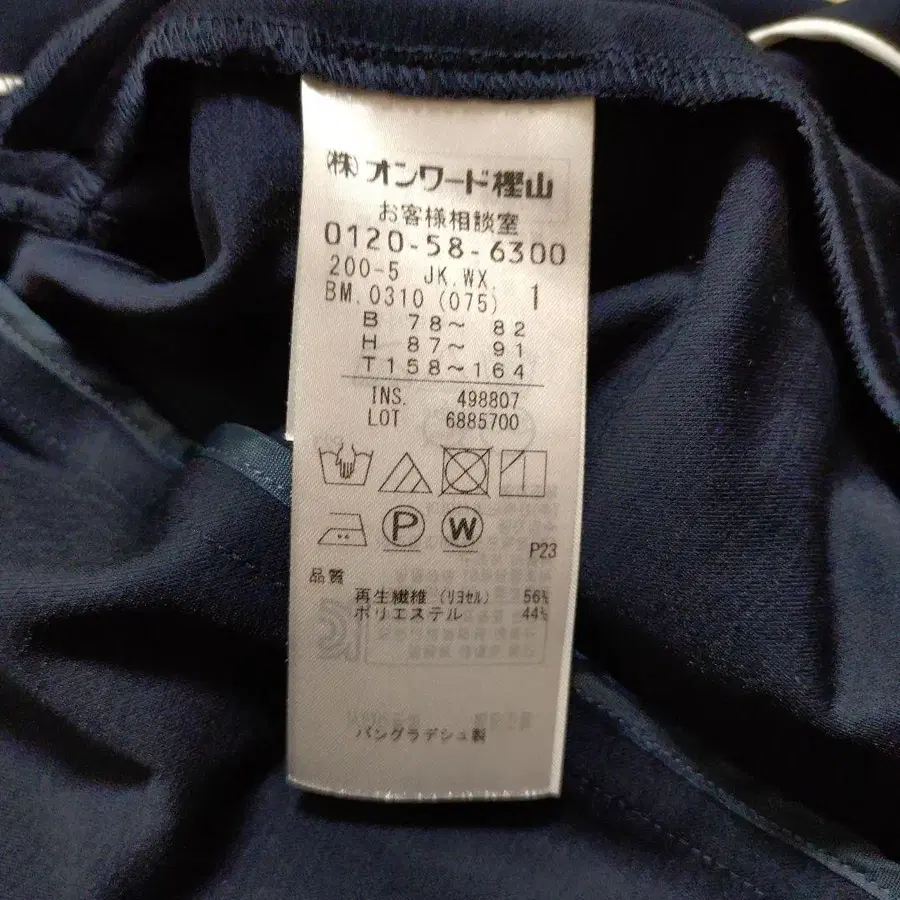 (株)オンワード樫山
お客様相談室
0120-58-6300
200-5 JK.WX.
BM.0310 (075) 1
B 78~ 82
H 87~ 91
T158~164
INS. 498807
LOT 6885700
P
W
P23
品質
再生繊維 (リヨセル) 56%
ポリエステル 44%
バングラデシュ製